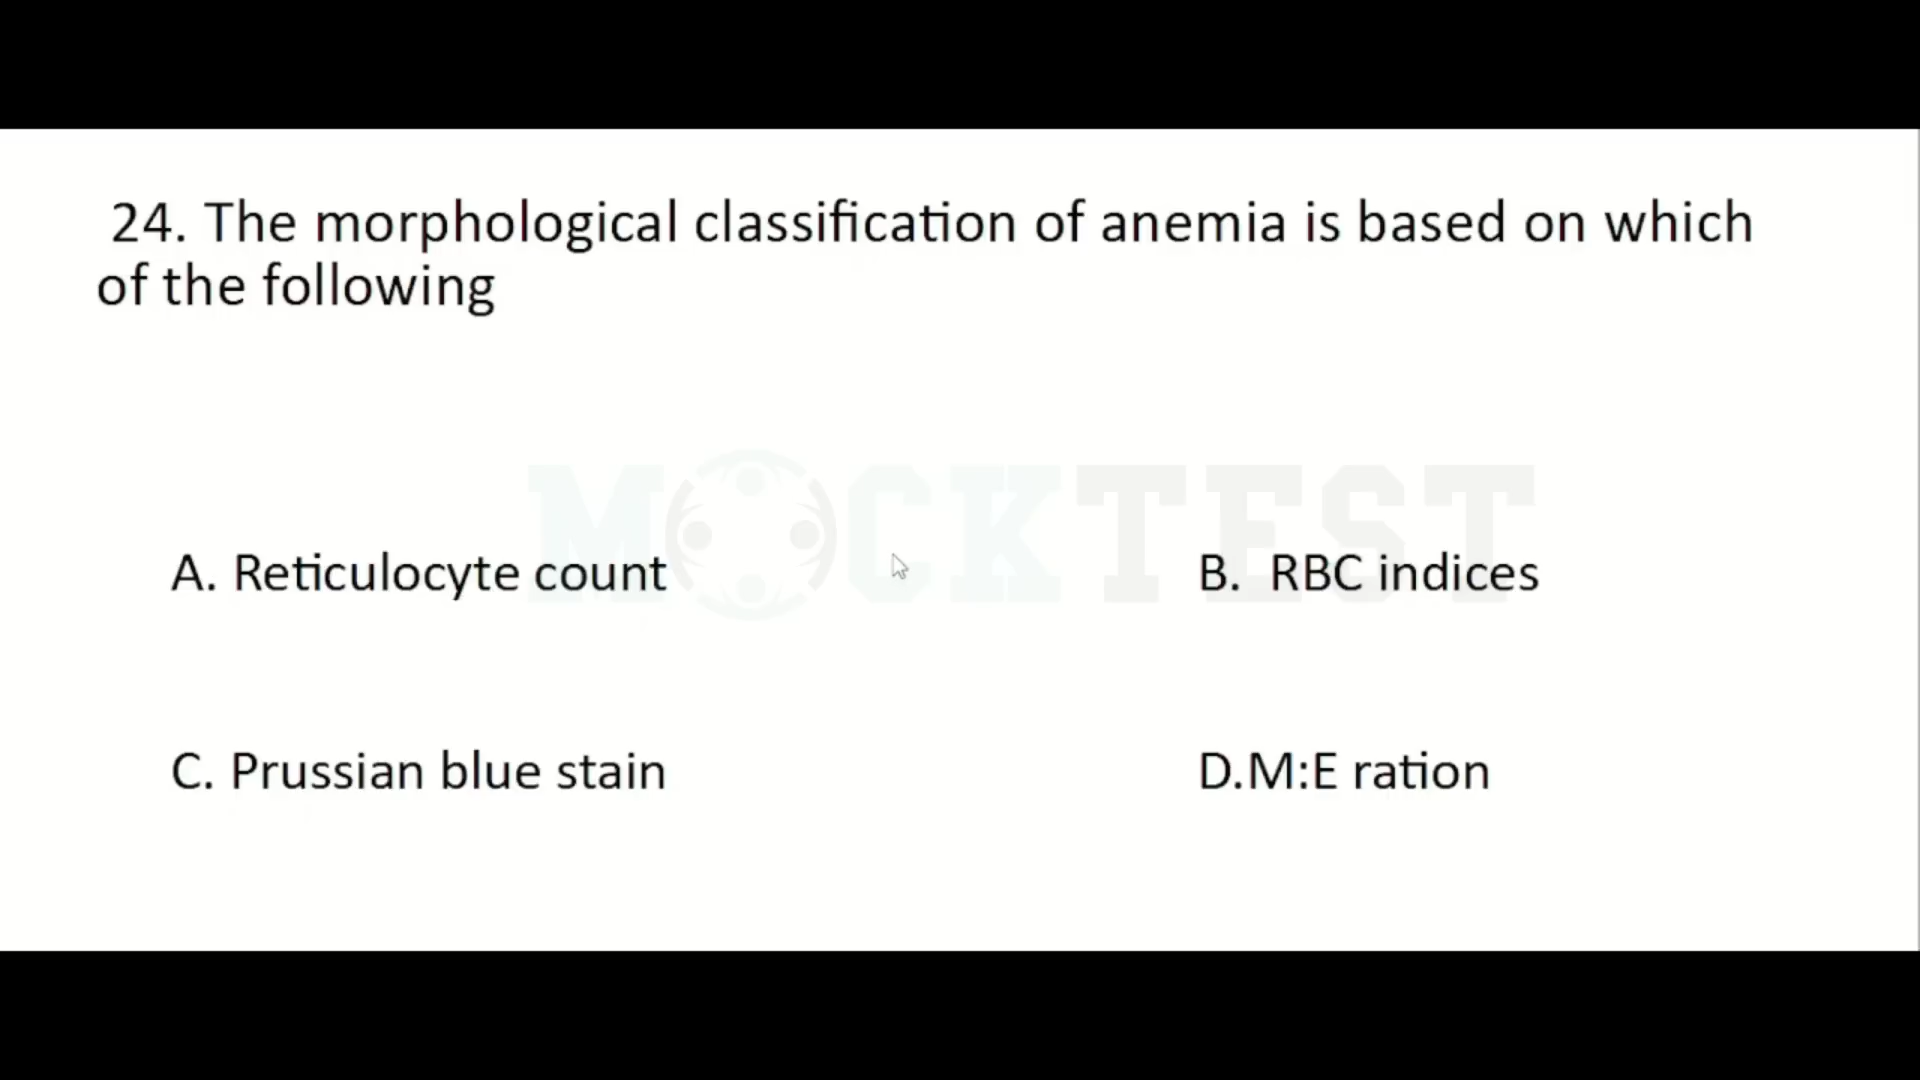 24. The morphological classification of anemia is based on which
of the following
MOCKTEST
A. Reticulocyte count
B. RBC indices
C. Prussian blue stain
D.M:E ration